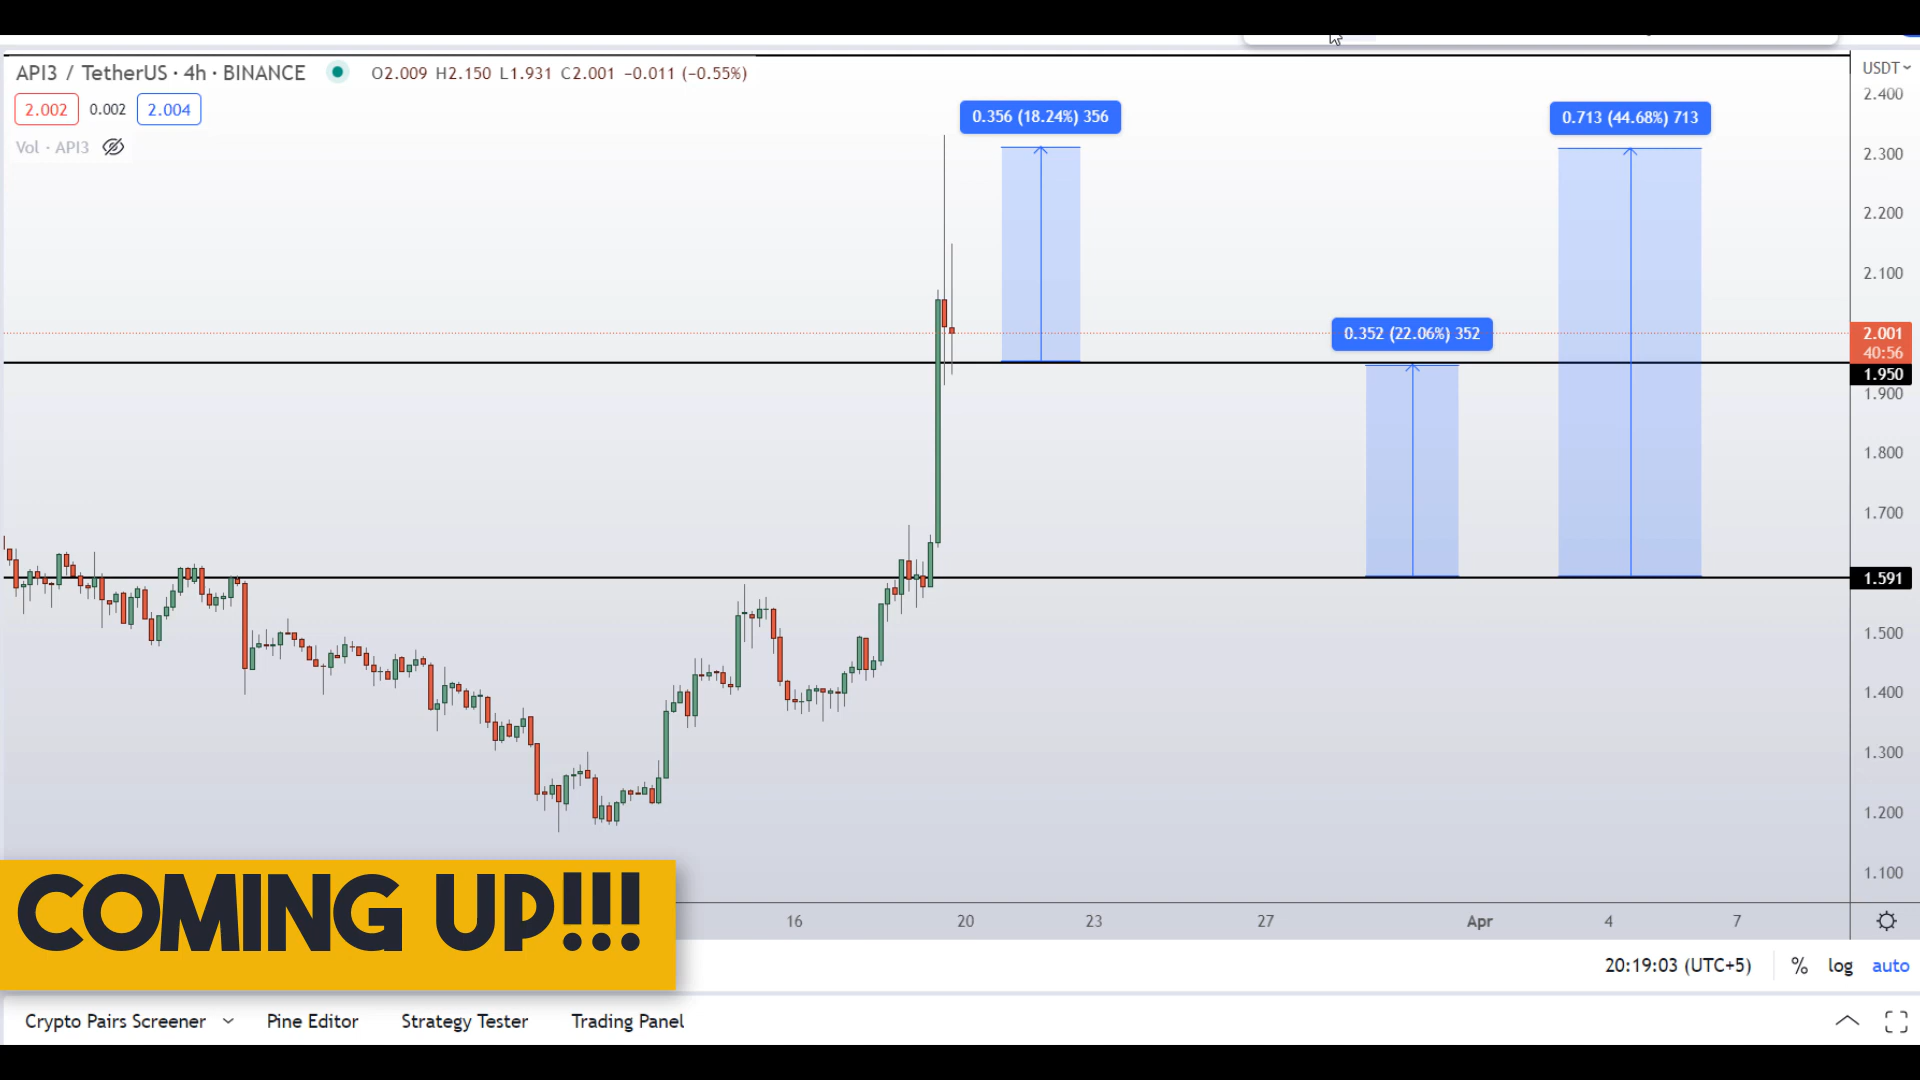 API3 / TetherUS · 4h · BINANCE O2.009 H2.150 L1.931 C2.001 −0.011 (−0.55%)
2.002 0.002 2.004
Vol · API3
USDT
2.400
0.356 (18.24%) 356
0.713 (44.68%) 713
2.300
2.200
2.100
0.352 (22.06%) 352
2.001
40:56
1.950
1.900
1.800
1.700
1.591
1.500
1.400
1.300
1.200
1.100
COMING UP!!!
16 20 23 27 Apr 4 7
20:19:03 (UTC+5) % log auto
Crypto Pairs Screener Pine Editor Strategy Tester Trading Panel